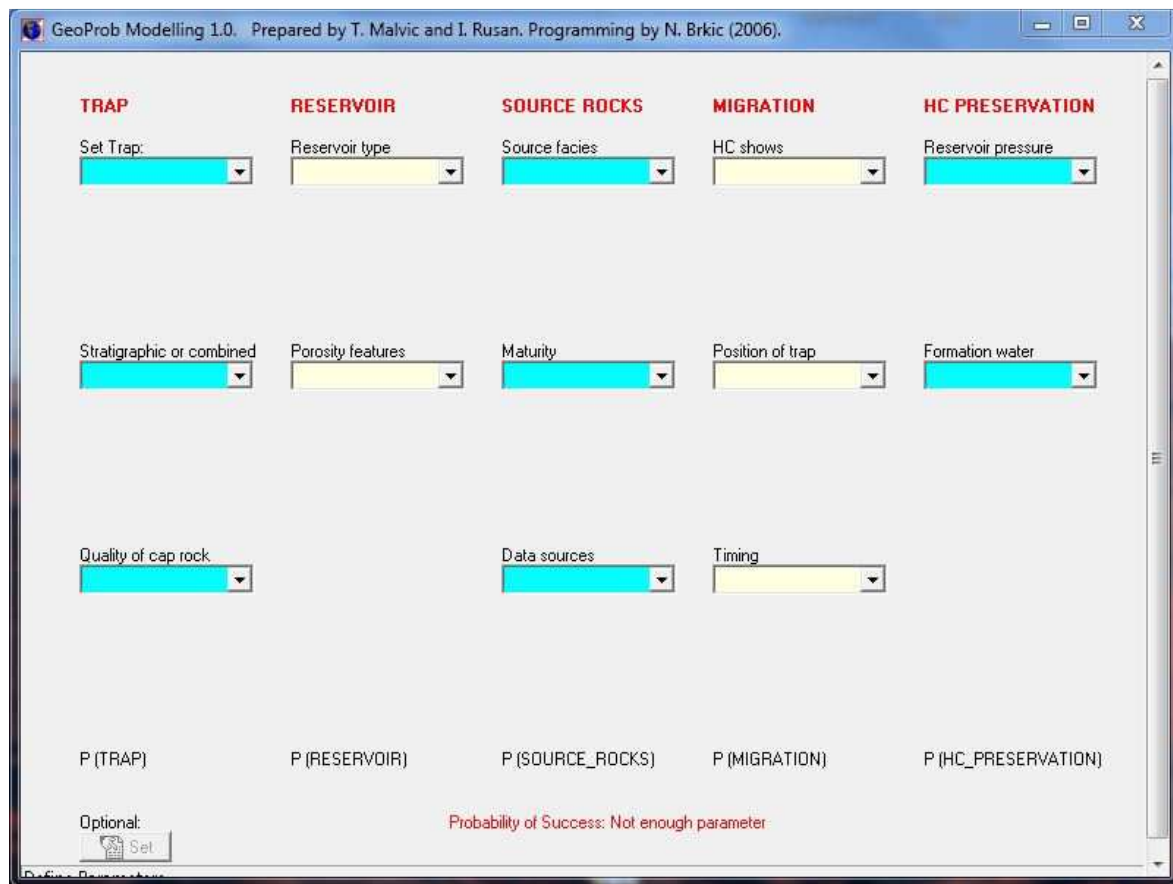 GeoProb Modelling 1.0. Prepared by T. Malvic and I. Rusan. Programming by N. Brkic (2006).
TRAP RESERVOIR SOURCE ROCKS MIGRATION HC PRESERVATION
Set Trap: Reservoir type Source facies HC shows Reservoir pressure
Stratigraphic or combined Porosity features Maturity Position of trap Formation water
Quality of cap rock Data sources Timing
P (TRAP) P (RESERVOIR) P (SOURCE_ROCKS) P (MIGRATION) P (HC_PRESERVATION)
Optional: Probability of Success: Not enough parameter
Set
Define Parameters